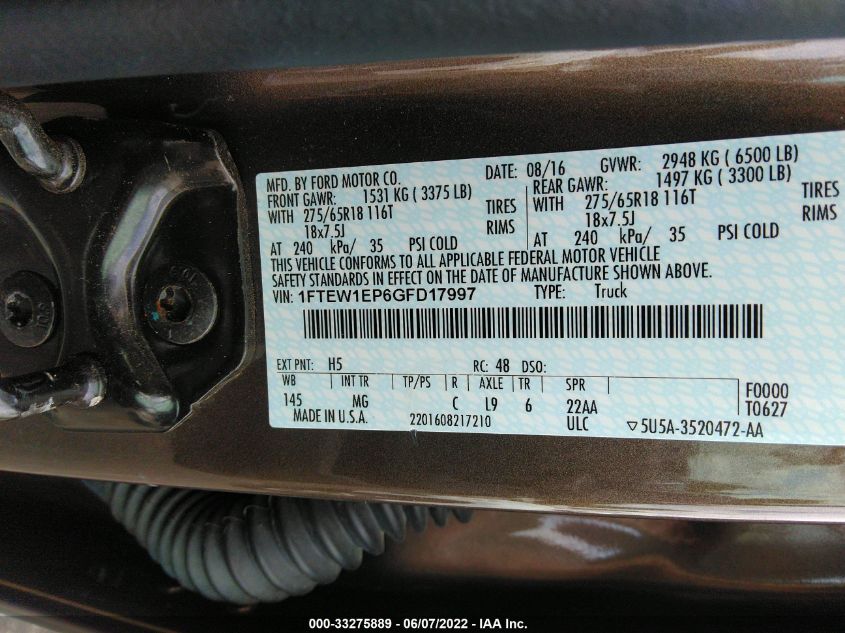 MFD. BY FORD MOTOR CO.
DATE: 08/16 GVWR: 2948 KG ( 6500 LB)
FRONT GAWR: 1531 KG ( 3375 LB)
REAR GAWR: 1497 KG ( 3300 LB)
WITH 275/65R18 116T TIRES
WITH 275/65R18 116T TIRES
18x7.5J RIMS
18x7.5J RIMS
AT 240 kPa/ 35 PSI COLD
AT 240 kPa/ 35 PSI COLD
THIS VEHICLE CONFORMS TO ALL APPLICABLE FEDERAL MOTOR VEHICLE
SAFETY STANDARDS IN EFFECT ON THE DATE OF MANUFACTURE SHOWN ABOVE.
VIN: 1FTEW1EP6GFD17997 TYPE: Truck
EXT PNT: H5 RC: 48 DSO:
WB INT TR TP/PS R AXLE TR SPR F0000
145 MG C L9 6 22AA T0627
MADE IN U.S.A. 2201608217210 ULC ▽5U5A-3520472-AA
000-33275889 - 06/07/2022 - IAA Inc.